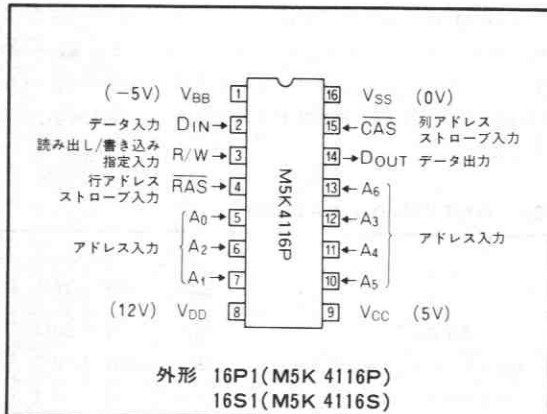 (-5V) VBB 1
データ入力 DIN→ 2
読み出し/書き込み
指定入力 R/W→ 3
行アドレス
ストローブ入力 R̅A̅S̅→ 4
アドレス入力
A0→ 5
A2→ 6
A1→ 7
(12V) VDD 8
M5K4116P
16 VSS (0V)
15 ←C̅A̅S̅ 列アドレス
ストローブ入力
14 →DOUT データ出力
13 ←A6
12 ←A3
11 ←A4
10 ←A5
アドレス入力
9 VCC (5V)
外形 16P1(M5K 4116P)
16S1(M5K 4116S)